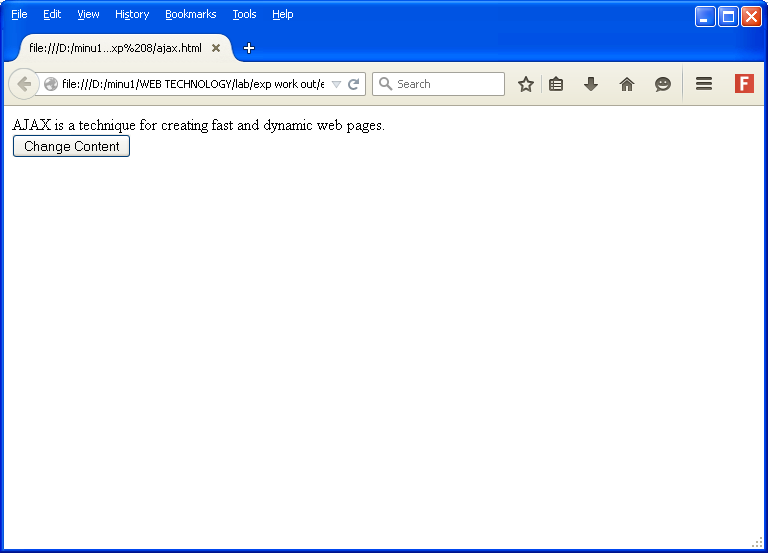 File Edit View History Bookmarks Tools Help
file:///D:/minu1...xp%208/ajax.html
file:///D:/minu1/WEB TECHNOLOGY/lab/exp work out/e
Search
F
AJAX is a technique for creating fast and dynamic web pages.
Change Content